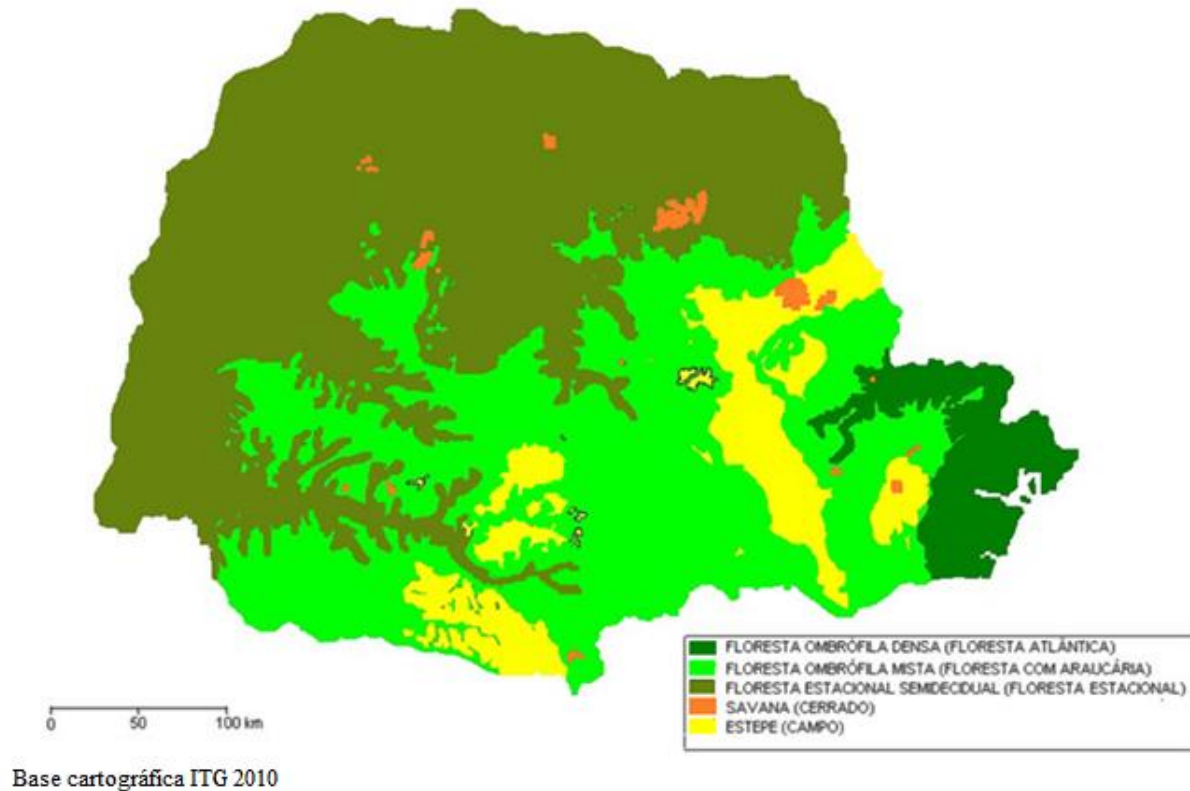 FLORESTA OMBRÓFILA DENSA (FLORESTA ATLÂNTICA)
FLORESTA OMBRÓFILA MISTA (FLORESTA COM ARAUCÁRIA)
FLORESTA ESTACIONAL SEMIDECIDUAL (FLORESTA ESTACIONAL)
SAVANA (CERRADO)
ESTEPE (CAMPO)
0 50 100 km
Base cartográfica ITG 2010